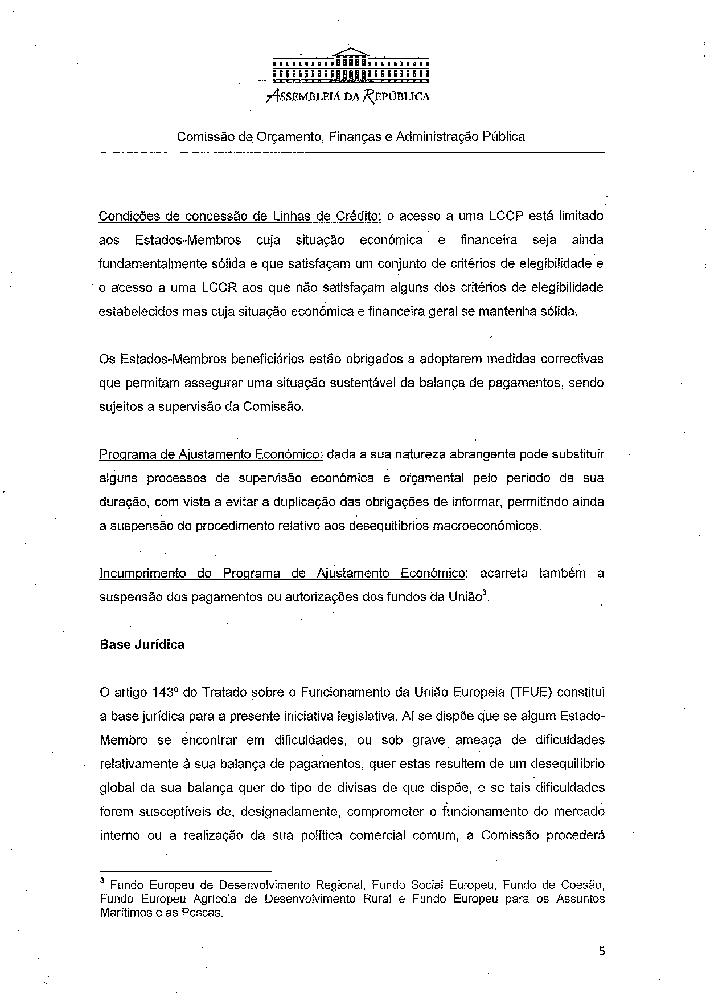 ASSEMBLEIA DA REPÚBLICA
Comissão de Orçamento, Finanças e Administração Pública
Condições de concessão de Linhas de Crédito: o acesso a uma LCCP está limitado
aos Estados-Membros cuja situação económica e financeira seja ainda
fundamentalmente sólida e que satisfaçam um conjunto de critérios de elegibilidade e
o acesso a uma LCCR aos que não satisfaçam alguns dos critérios de elegibilidade
estabelecidos mas cuja situação económica e financeira geral se mantenha sólida.
Os Estados-Membros beneficiários estão obrigados a adoptarem medidas correctivas
que permitam assegurar uma situação sustentável da balança de pagamentos, sendo
sujeitos a supervisão da Comissão.
Programa de Ajustamento Económico: dada a sua natureza abrangente pode substituir
alguns processos de supervisão económica e orçamental pelo período da sua
duração, com vista a evitar a duplicação das obrigações de informar, permitindo ainda
a suspensão do procedimento relativo aos desequilíbrios macroeconómicos.
Incumprimento do Programa de Ajustamento Económico: acarreta também a
suspensão dos pagamentos ou autorizações dos fundos da União³.
Base Jurídica
O artigo 143º do Tratado sobre o Funcionamento da União Europeia (TFUE) constitui
a base jurídica para a presente iniciativa legislativa. Aí se dispõe que se algum Estado-
Membro se encontrar em dificuldades, ou sob grave ameaça de dificuldades
relativamente à sua balança de pagamentos, quer estas resultem de um desequilíbrio
global da sua balança quer do tipo de divisas de que dispõe, e se tais dificuldades
forem susceptíveis de, designadamente, comprometer o funcionamento do mercado
interno ou a realização da sua política comercial comum, a Comissão procederá
³ Fundo Europeu de Desenvolvimento Regional, Fundo Social Europeu, Fundo de Coesão,
Fundo Europeu Agrícola de Desenvolvimento Rural e Fundo Europeu para os Assuntos
Marítimos e as Pescas.
5